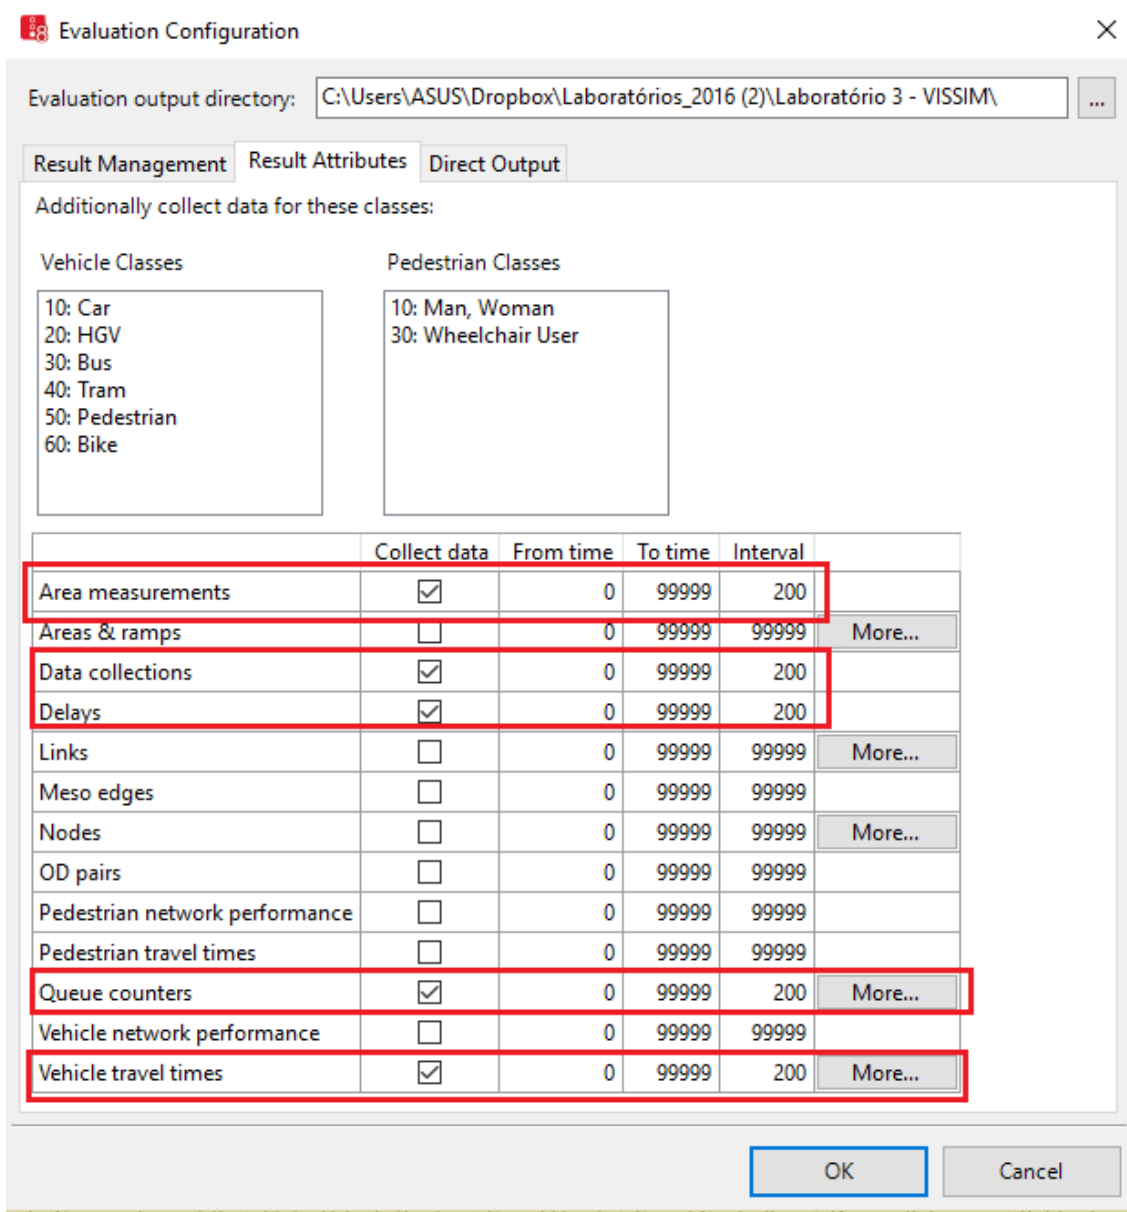 Evaluation Configuration
Evaluation output directory: C:\Users\ASUS\Dropbox\Laboratórios_2016 (2)\Laboratório 3 - VISSIM\ ...
Result Management Result Attributes Direct Output
Additionally collect data for these classes:
Vehicle Classes Pedestrian Classes
10: Car 10: Man, Woman
20: HGV 30: Wheelchair User
30: Bus
40: Tram
50: Pedestrian
60: Bike
Collect data From time To time Interval
Area measurements 0 99999 200
Areas & ramps 0 99999 99999 More...
Data collections 0 99999 200
Delays 0 99999 200
Links 0 99999 99999 More...
Meso edges 0 99999 99999
Nodes 0 99999 99999 More...
OD pairs 0 99999 99999
Pedestrian network performance 0 99999 99999
Pedestrian travel times 0 99999 99999
Queue counters 0 99999 200 More...
Vehicle network performance 0 99999 99999
Vehicle travel times 0 99999 200 More...
OK Cancel